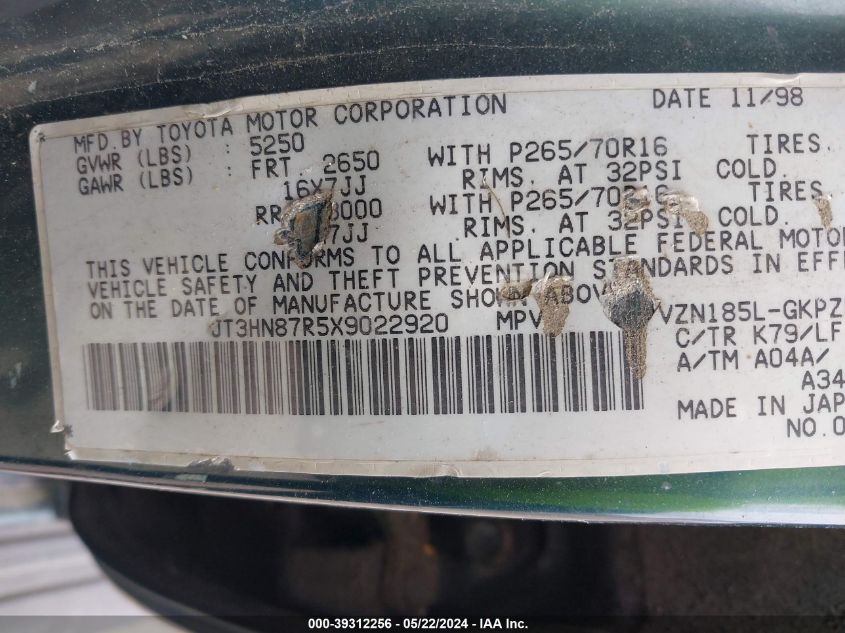 MFD.BY TOYOTA MOTOR CORPORATION DATE 11/98
GVWR (LBS) : 5250
GAWR (LBS) : FRT 2650 WITH P265/70R16 TIRES.
16X7JJ RIMS. AT 32PSI COLD.
WITH P265/70R16 TIRES
7JJ RIMS. AT 32PSI COLD.
THIS VEHICLE CONFORMS TO ALL APPLICABLE FEDERAL MOTOR
VEHICLE SAFETY AND THEFT PREVENTION STANDARDS IN EFFE
ON THE DATE OF MANUFACTURE SHOWN ABOV
JT3HN87R5X9022920 MPV VZN185L-GKPZ
C/TR K79/LF
A/TM A04A/
A34
MADE IN JAP
NO.0
000-39312256 - 05/22/2024 - IAA Inc.